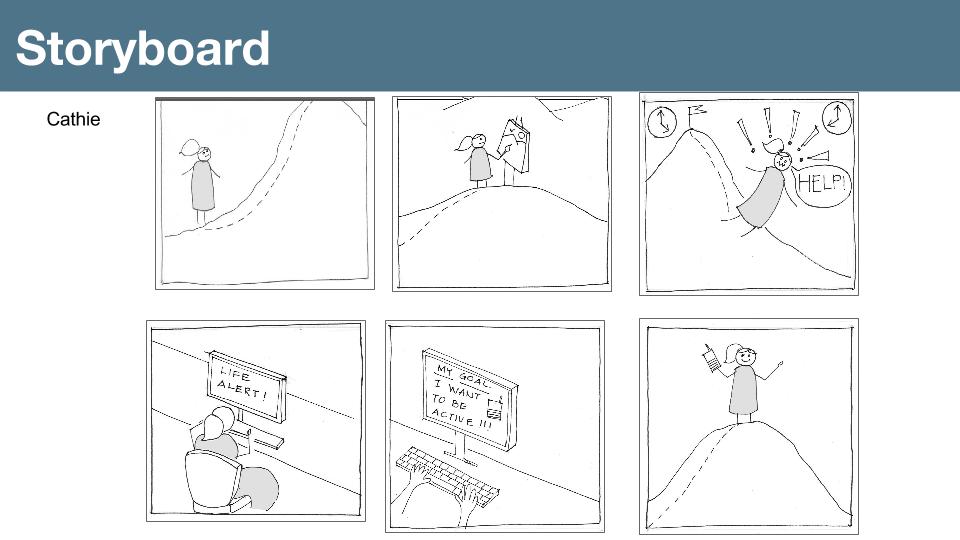 Storyboard
Cathie
HELP!
LIFE
ALERT!
MY GOAL
I WANT
TO BE
ACTIVE !!!